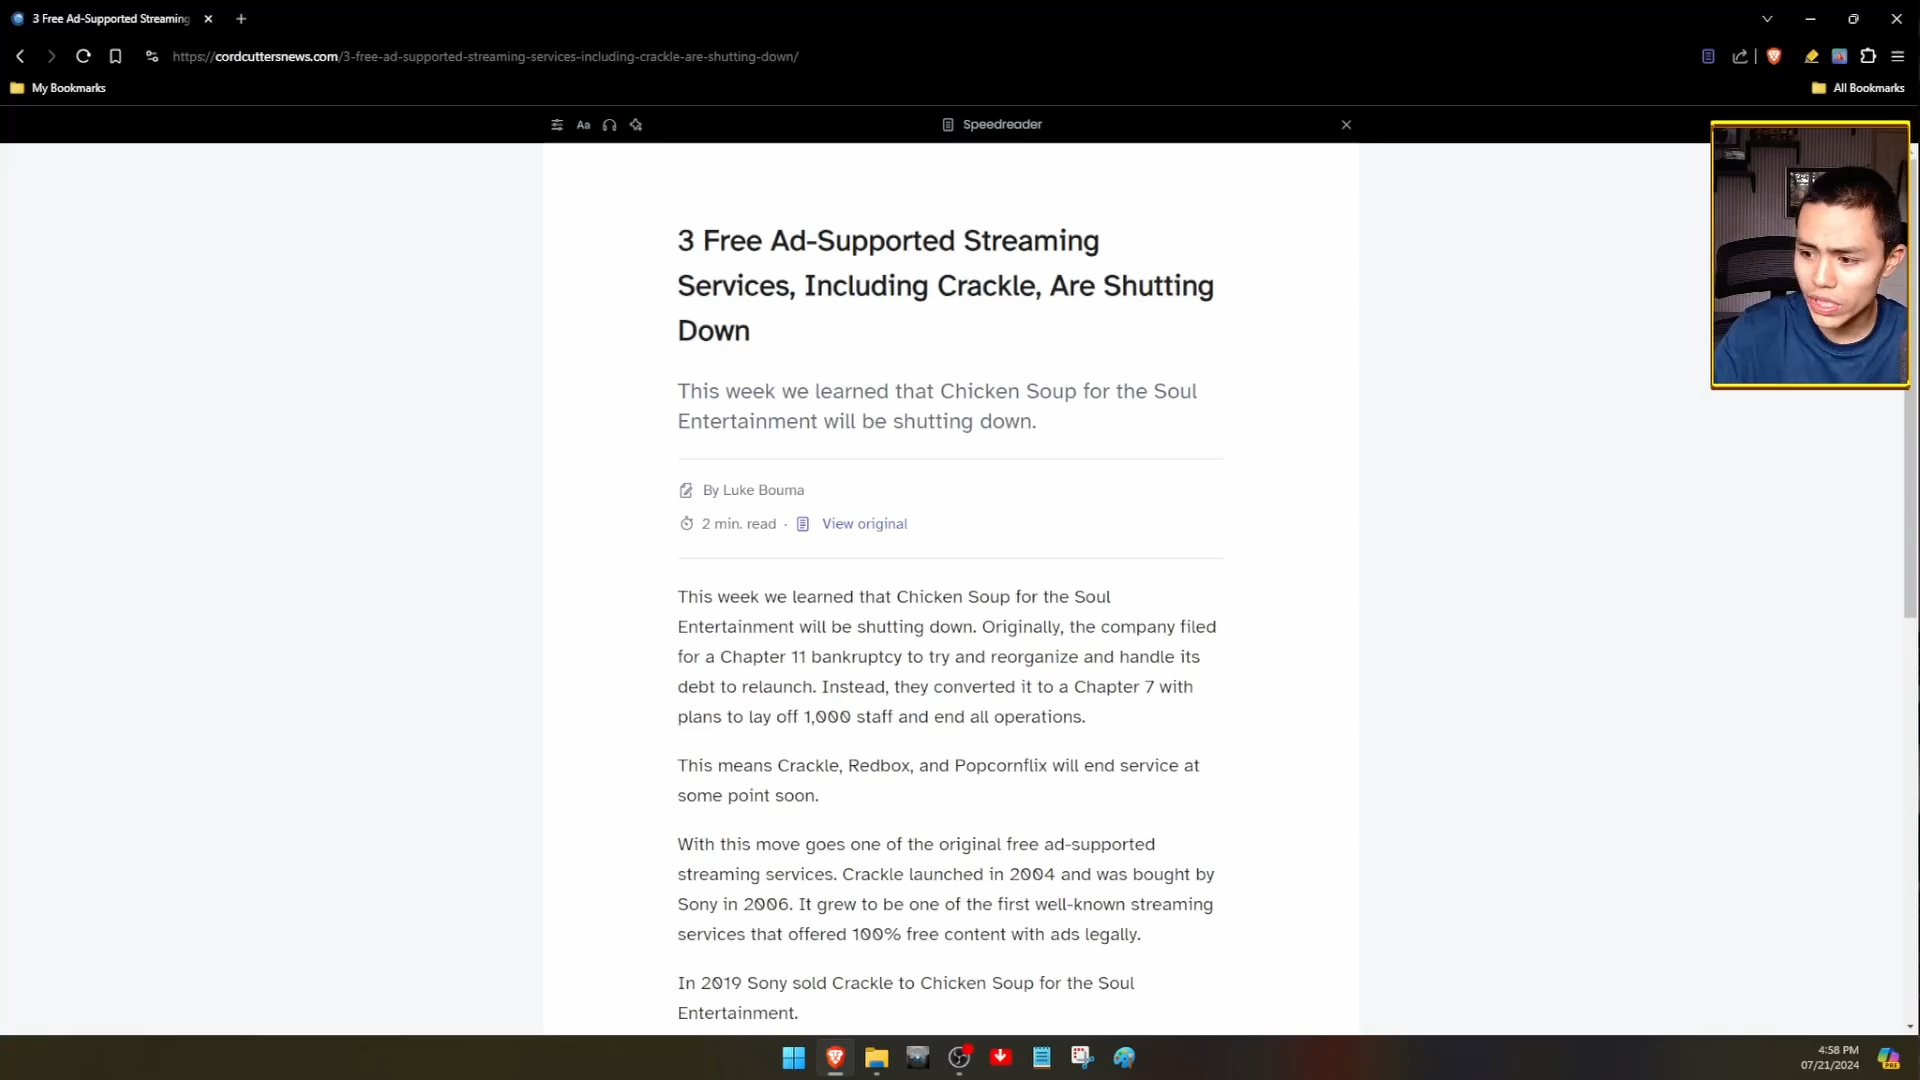 3 Free Ad-Supported Streaming
https://cordcuttersnews.com/3-free-ad-supported-streaming-services-including-crackle-are-shutting-down/
My Bookmarks
All Bookmarks
Aa
Speedreader
3 Free Ad-Supported Streaming
Services, Including Crackle, Are Shutting
Down
This week we learned that Chicken Soup for the Soul
Entertainment will be shutting down.
By Luke Bouma
2 min. read · View original
This week we learned that Chicken Soup for the Soul
Entertainment will be shutting down. Originally, the company filed
for a Chapter 11 bankruptcy to try and reorganize and handle its
debt to relaunch. Instead, they converted it to a Chapter 7 with
plans to lay off 1,000 staff and end all operations.
This means Crackle, Redbox, and Popcornflix will end service at
some point soon.
With this move goes one of the original free ad-supported
streaming services. Crackle launched in 2004 and was bought by
Sony in 2006. It grew to be one of the first well-known streaming
services that offered 100% free content with ads legally.
In 2019 Sony sold Crackle to Chicken Soup for the Soul
Entertainment.
4:58 PM
07/21/2024
PRE